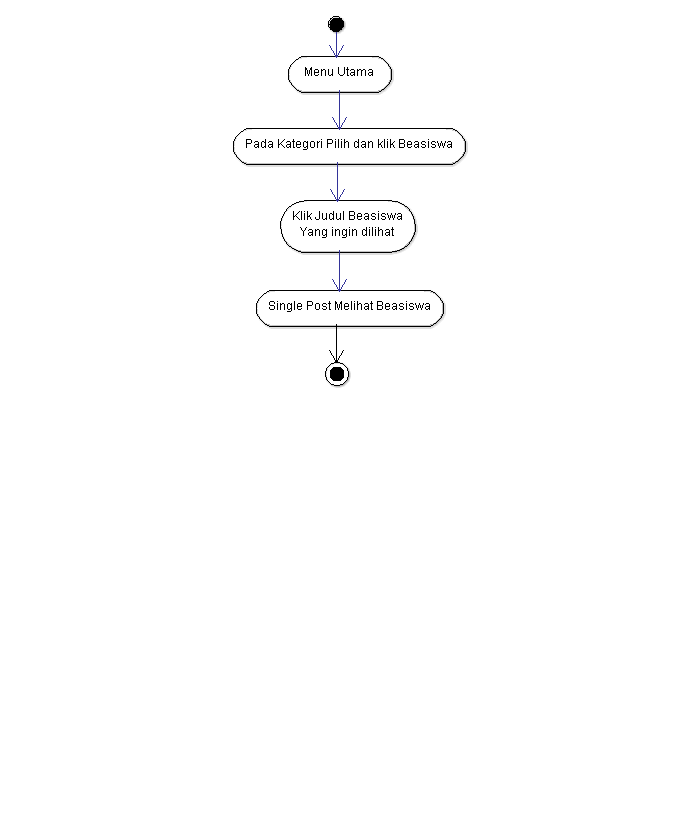 Menu Utama
Pada Kategori Pilih dan klik Beasiswa
Klik Judul Beasiswa
Yang ingin dilihat
Single Post Melihat Beasiswa